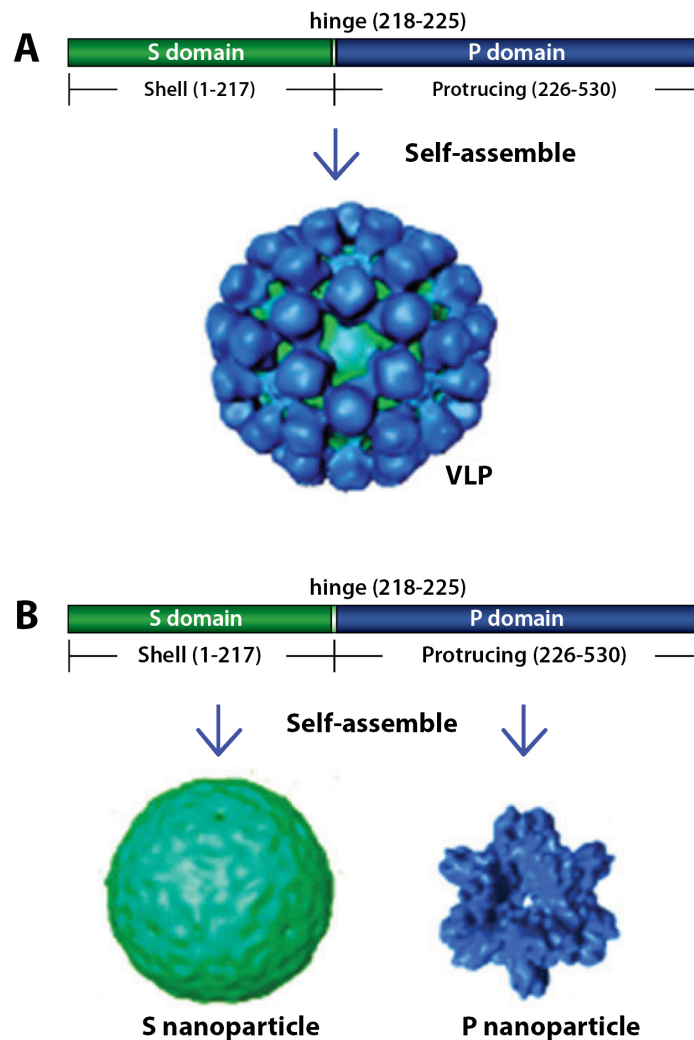 hinge (218-225)
A
S domain
P domain
Shell (1-217)
Protrucing (226-530)
Self-assemble
VLP
hinge (218-225)
B
S domain
P domain
Shell (1-217)
Protrucing (226-530)
Self-assemble
S nanoparticle
P nanoparticle